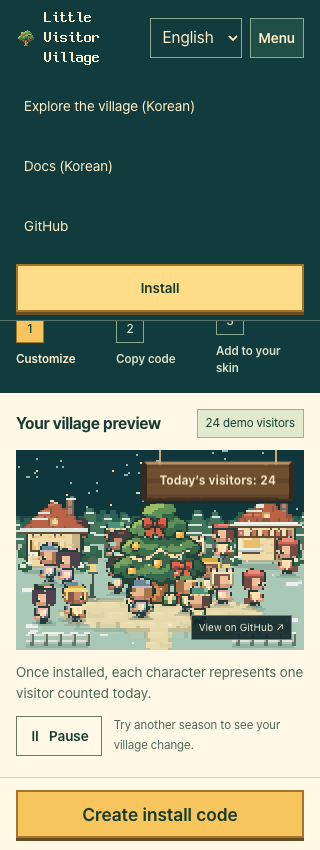 Little
Visitor
Village
English
Menu
Explore the village (Korean)
Docs (Korean)
GitHub
Install
1
2
3
Customize
Copy code
Add to your
skin
Your village preview
24 demo visitors
Today's visitors: 24
View on GitHub ↗
Once installed, each character represents one
visitor counted today.
Pause
Try another season to see your
village change.
Create install code